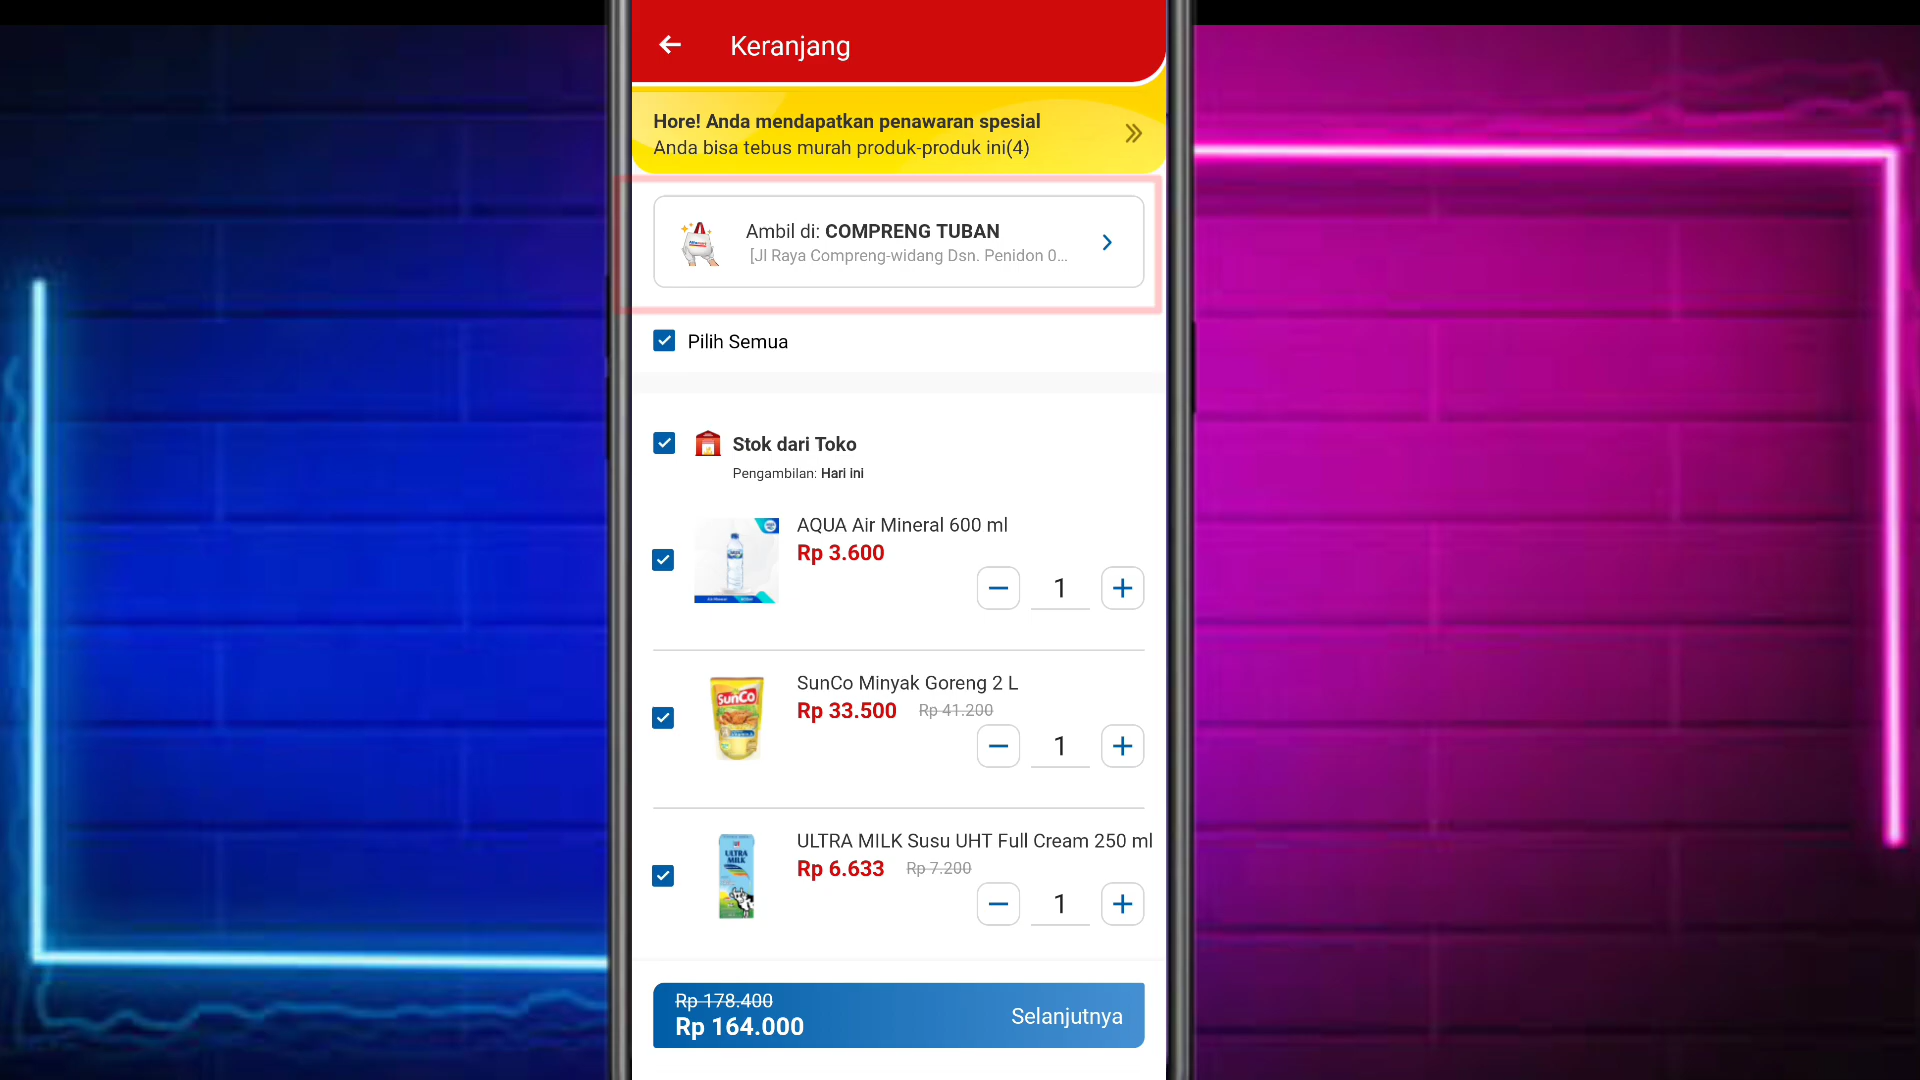 Keranjang
Hore! Anda mendapatkan penawaran spesial
Anda bisa tebus murah produk-produk ini(4)
Ambil di: COMPRENG TUBAN
[Jl Raya Compreng-widang Dsn. Penidon 0...
Pilih Semua
Stok dari Toko
Pengambilan: Hari ini
AQUA Air Mineral 600 ml
Rp 3.600
1
SunCo
SunCo Minyak Goreng 2 L
Rp 33.500 Rp 41.200
1
ULTRA MILK
ULTRA MILK Susu UHT Full Cream 250 ml
Rp 6.633 Rp 7.200
1
Rp 178.400
Rp 164.000
Selanjutnya